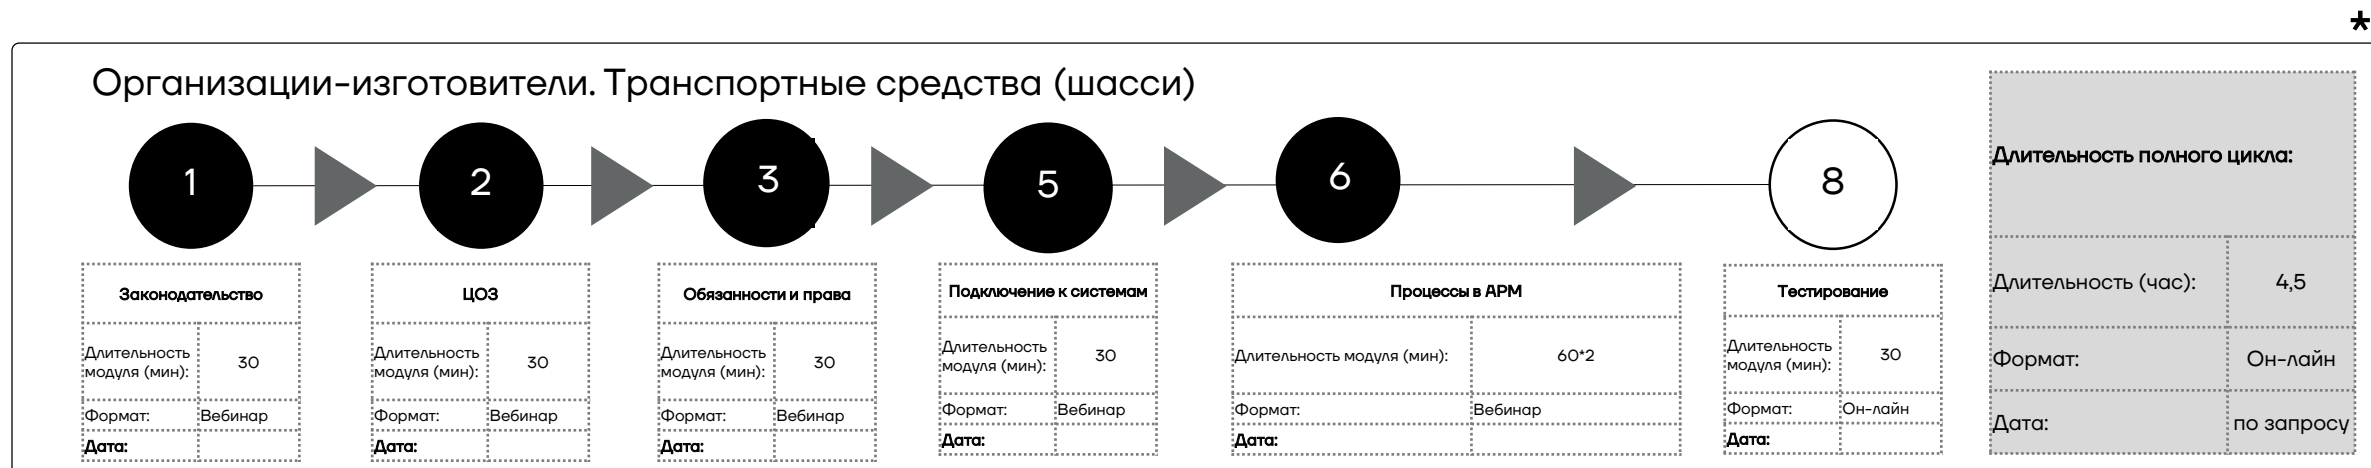 *
Организации-изготовители. Транспортные средства (шасси)
1
2
3
5
6
8
Законодательство
Длительность
модуля (мин):
30
Формат:
Вебинар
Дата:
ЦОЗ
Длительность
модуля (мин):
30
Формат:
Вебинар
Дата:
Обязанности и права
Длительность
модуля (мин):
30
Формат:
Вебинар
Дата:
Подключение к системам
Длительность
модуля (мин):
30
Формат:
Вебинар
Дата:
Процессы в АРМ
Длительность модуля (мин):
60*2
Формат:
Вебинар
Дата:
Тестирование
Длительность
модуля (мин):
30
Формат:
Он-лайн
Дата:
Длительность полного цикла:
Длительность (час):
4,5
Формат:
Он-лайн
Дата:
по запросу